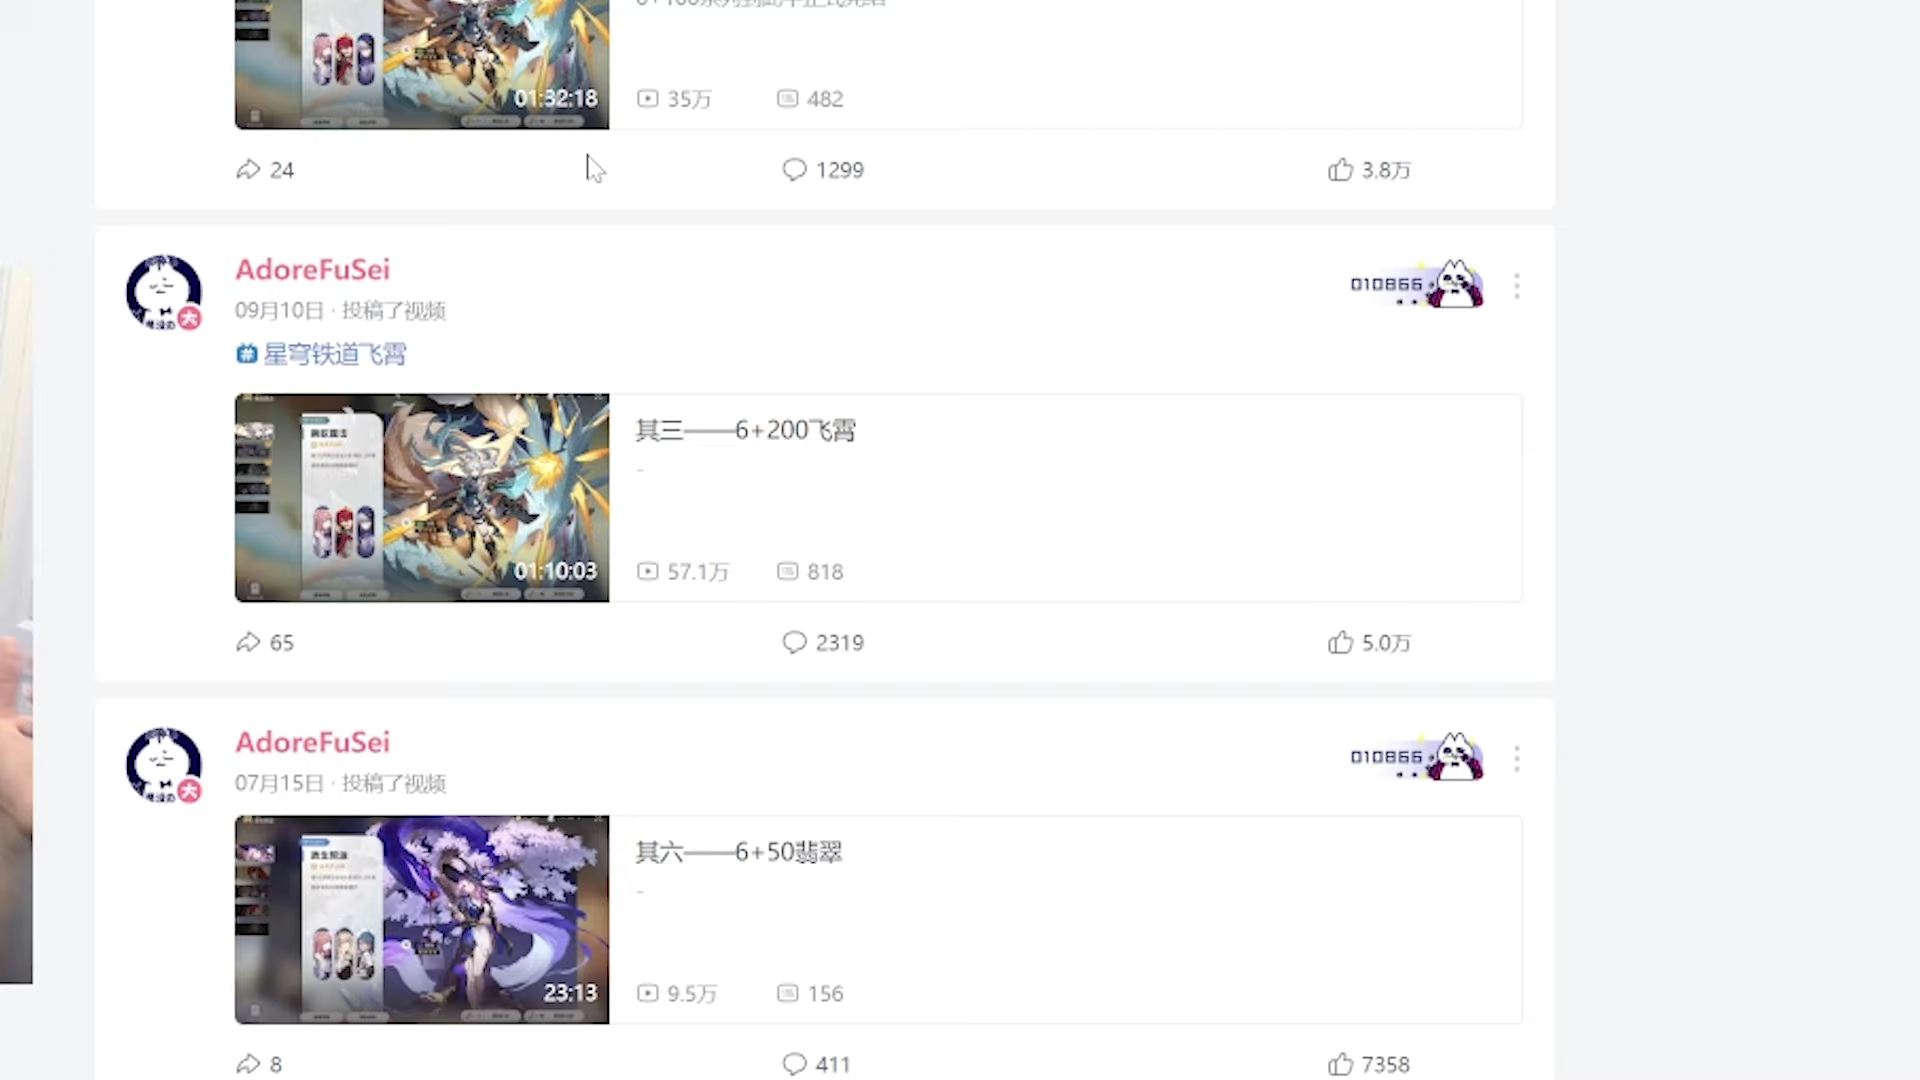 01:32:18
35万
482
24
1299
3.8万
AdoreFuSei
010866
09月10日 · 投稿了视频
星穹铁道飞霄
其三——6+200飞霄
-
01:10:03
57.1万
818
65
2319
5.0万
AdoreFuSei
010866
07月15日 · 投稿了视频
其六——6+50翡翠
-
23:13
9.5万
156
8
411
7358